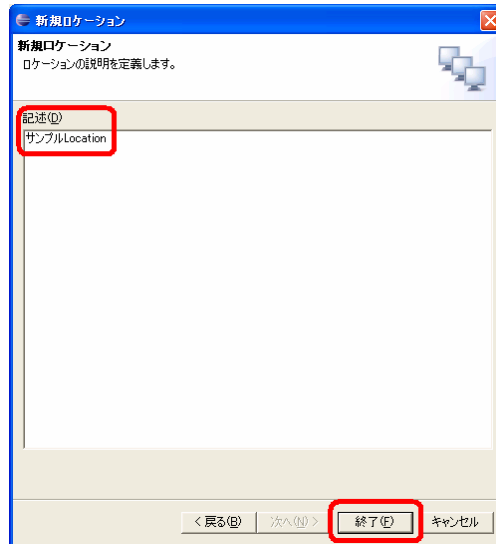 新規ロケーション
新規ロケーション
ロケーションの説明を定義します。
記述(D)
サンプルLocation
< 戻る(B) 次へ(N) > 終了(F) キャンセル